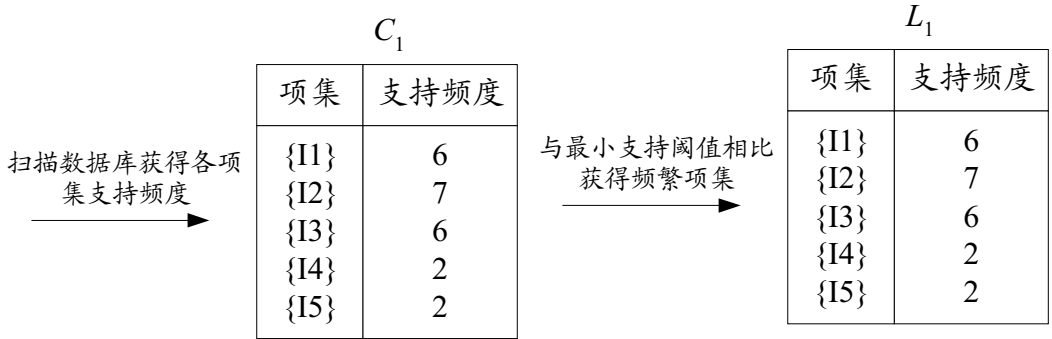 C₁
项集 支持频度
{I1} 6
{I2} 7
{I3} 6
{I4} 2
{I5} 2
扫描数据库获得各项
集支持频度
与最小支持阈值相比
获得频繁项集
L₁
项集 支持频度
{I1} 6
{I2} 7
{I3} 6
{I4} 2
{I5} 2